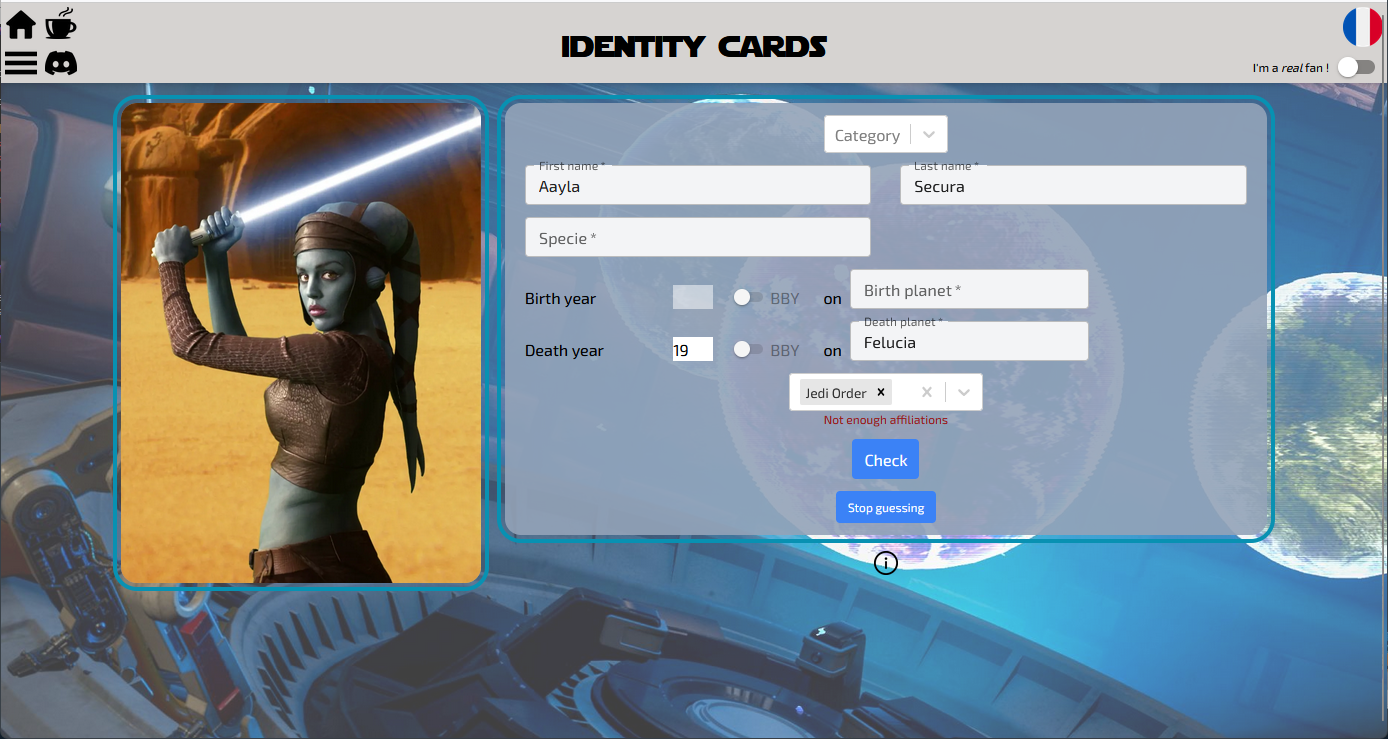 IDENTITY CARDS
I'm a real fan !
Category
First name *
Aayla
Last name *
Secura
Specie *
Birth year
BBY
on
Birth planet *
Death year
19
BBY
on
Death planet *
Felucia
Jedi Order x
Not enough affiliations
Check
Stop guessing